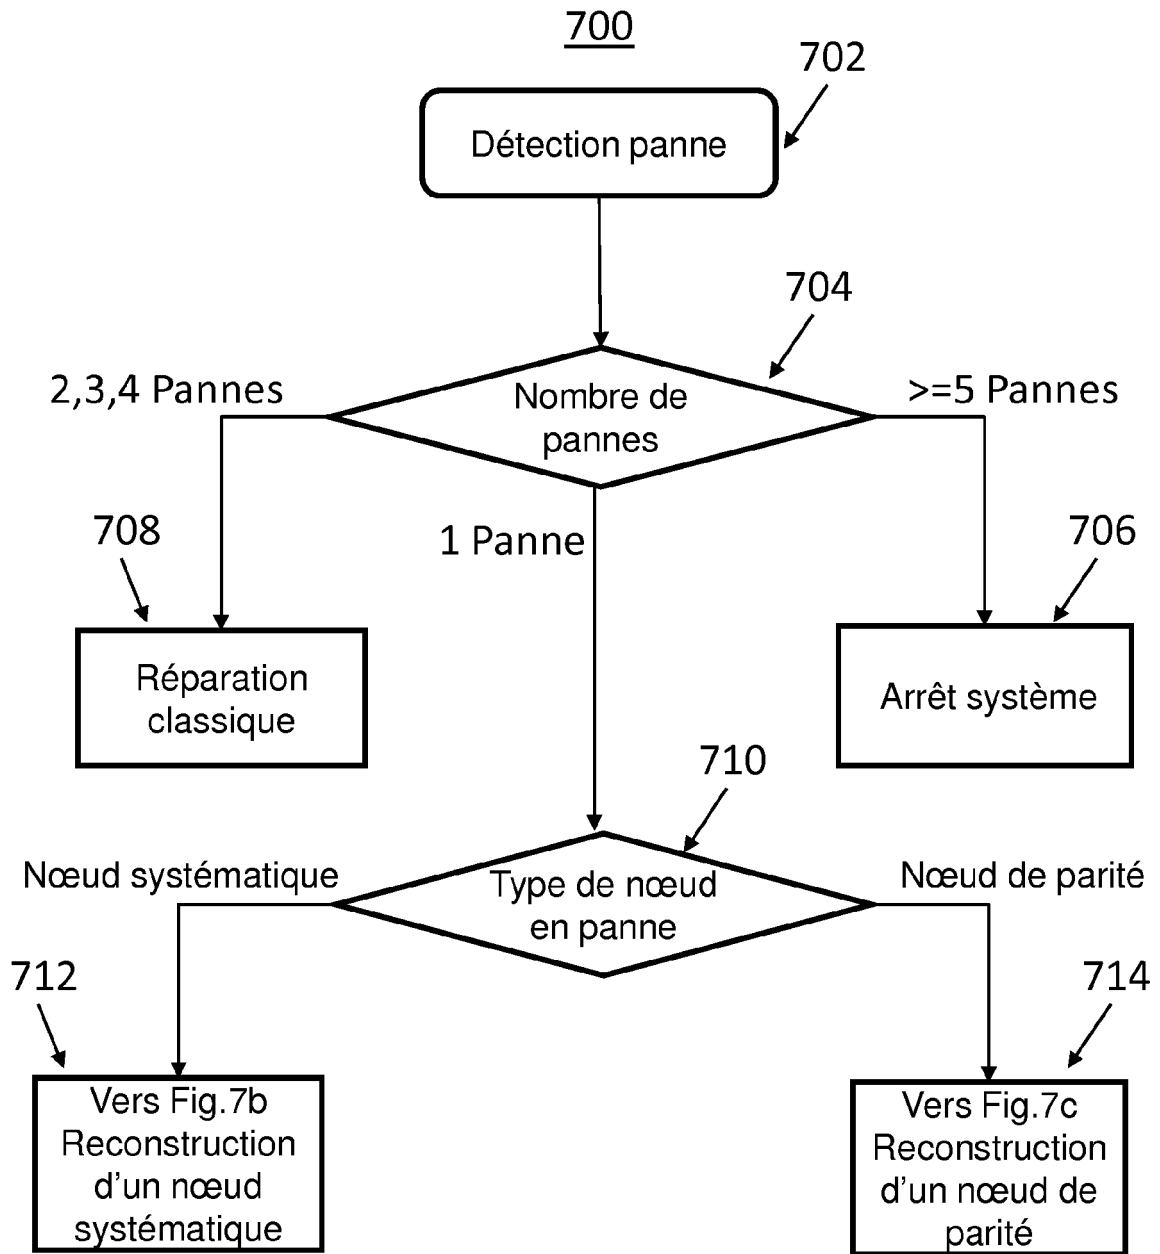 700
702
Détection panne
704
2,3,4 Pannes
>=5 Pannes
Nombre de
pannes
708
1 Panne
706
Réparation
classique
Arrêt système
710
Nœud systématique
Nœud de parité
Type de nœud
en panne
712
714
Vers Fig.7b
Reconstruction
d'un nœud
systématique
Vers Fig.7c
Reconstruction
d'un nœud de
parité